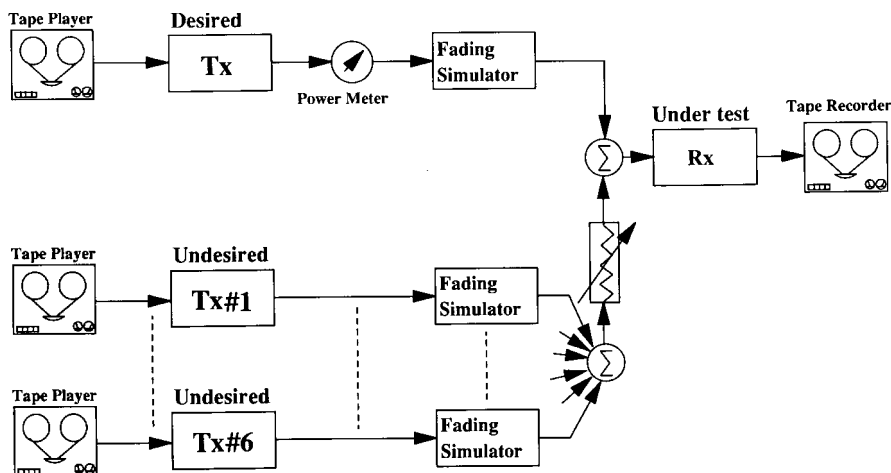 Tape Player
Desired
Tx
Power Meter
Fading
Simulator
Σ
Under test
Rx
Tape Recorder
Tape Player
Undesired
Tx#1
Fading
Simulator
Σ
Tape Player
Undesired
Tx#6
Fading
Simulator